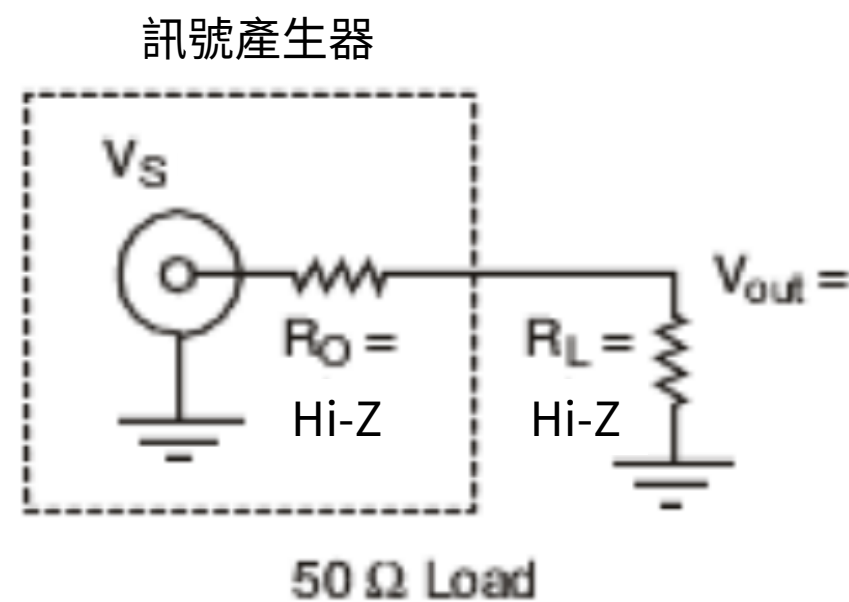 訊號產生器
VS
RO =
Hi-Z
RL =
Hi-Z
Vout =
50 Ω Load